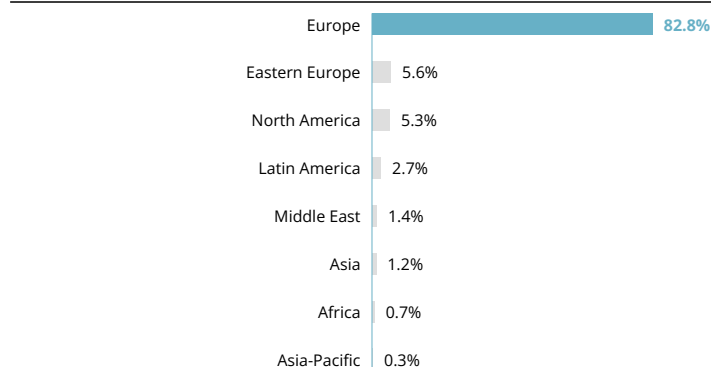 Europe 82.8%
Eastern Europe 5.6%
North America 5.3%
Latin America 2.7%
Middle East 1.4%
Asia 1.2%
Africa 0.7%
Asia-Pacific 0.3%